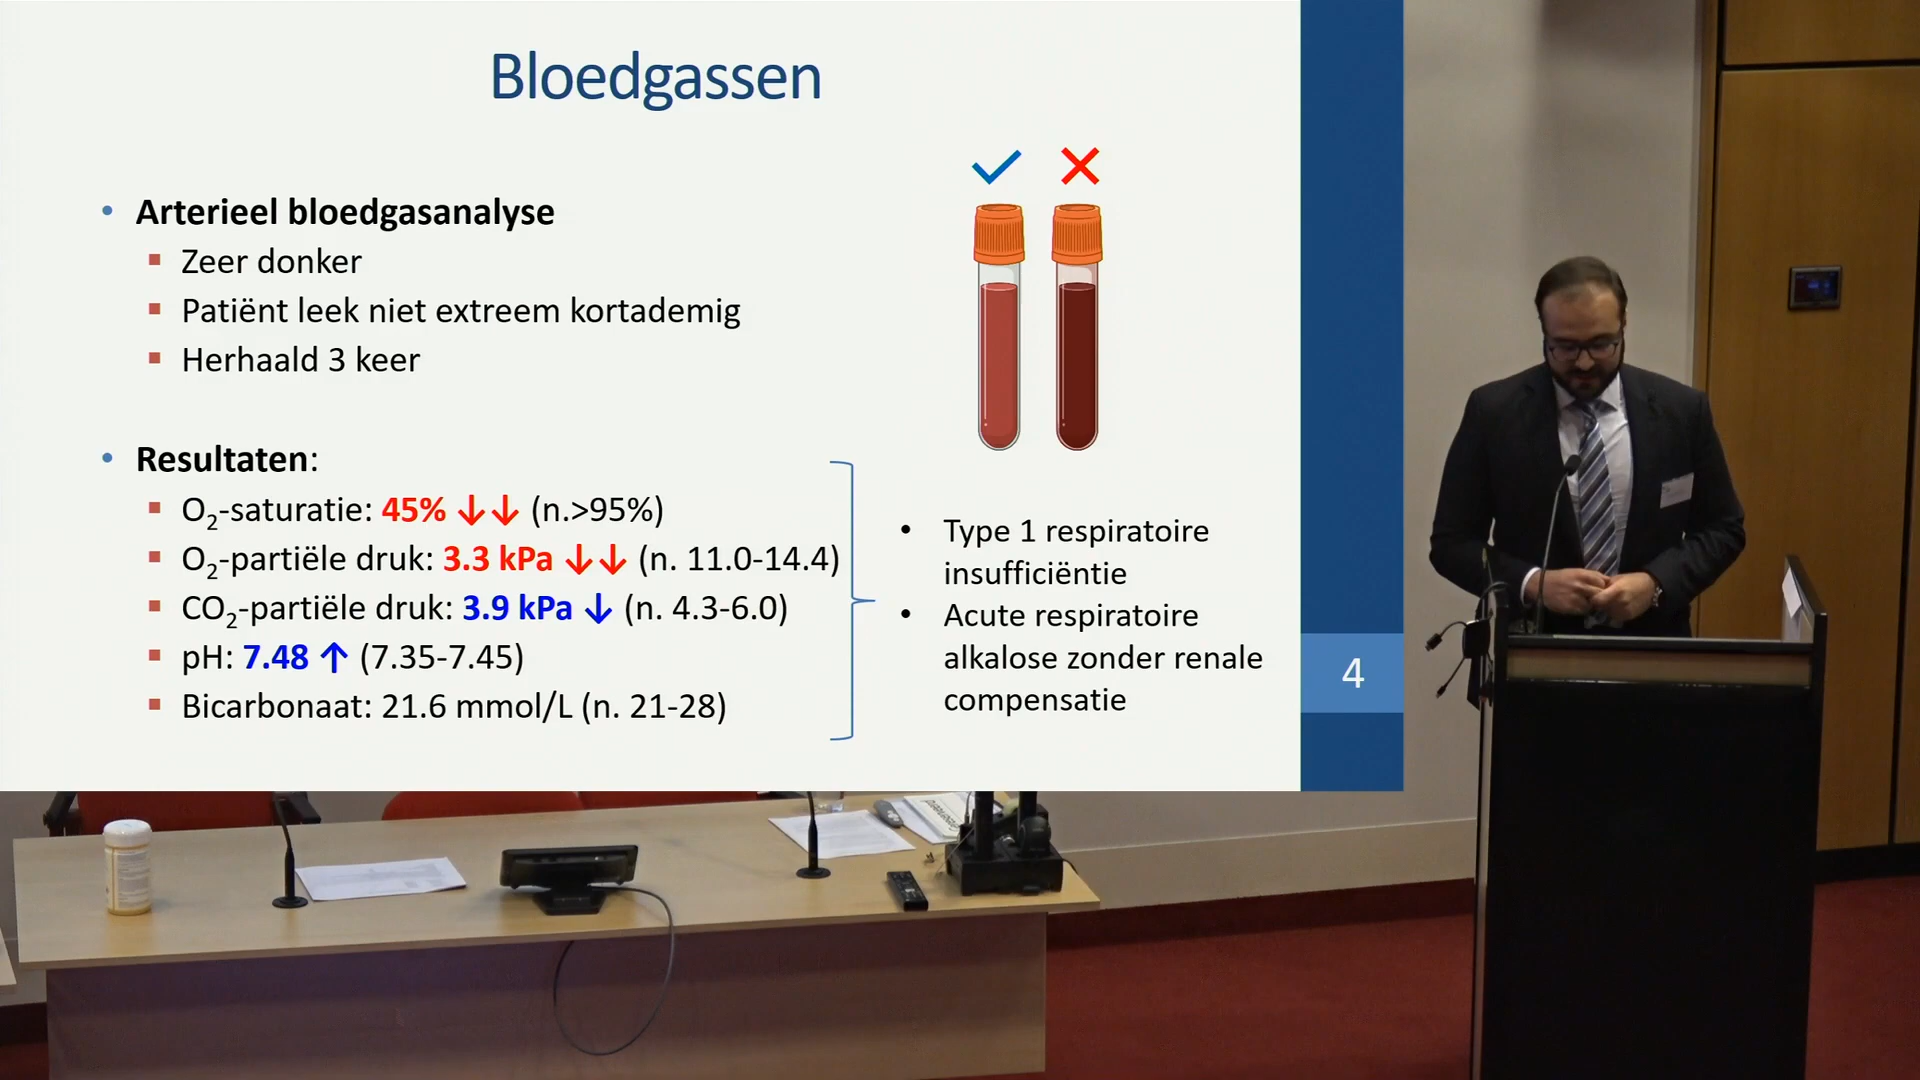 Bloedgassen
• Arterieel bloedgasanalyse
▪ Zeer donker
▪ Patiënt leek niet extreem kortademig
▪ Herhaald 3 keer
• Resultaten:
▪ O₂-saturatie: 45% ↓↓ (n.>95%)
▪ O₂-partiële druk: 3.3 kPa ↓↓ (n. 11.0-14.4)
▪ CO₂-partiële druk: 3.9 kPa ↓ (n. 4.3-6.0)
▪ pH: 7.48 ↑ (7.35-7.45)
▪ Bicarbonaat: 21.6 mmol/L (n. 21-28)
• Type 1 respiratoire
insufficiëntie
• Acute respiratoire
alkalose zonder renale
compensatie
4